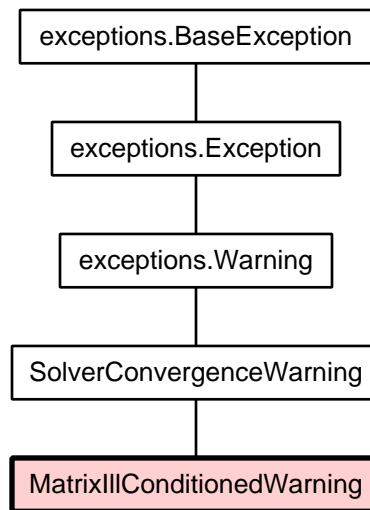 exceptions.BaseException
exceptions.Exception
exceptions.Warning
SolverConvergenceWarning
MatrixIllConditionedWarning